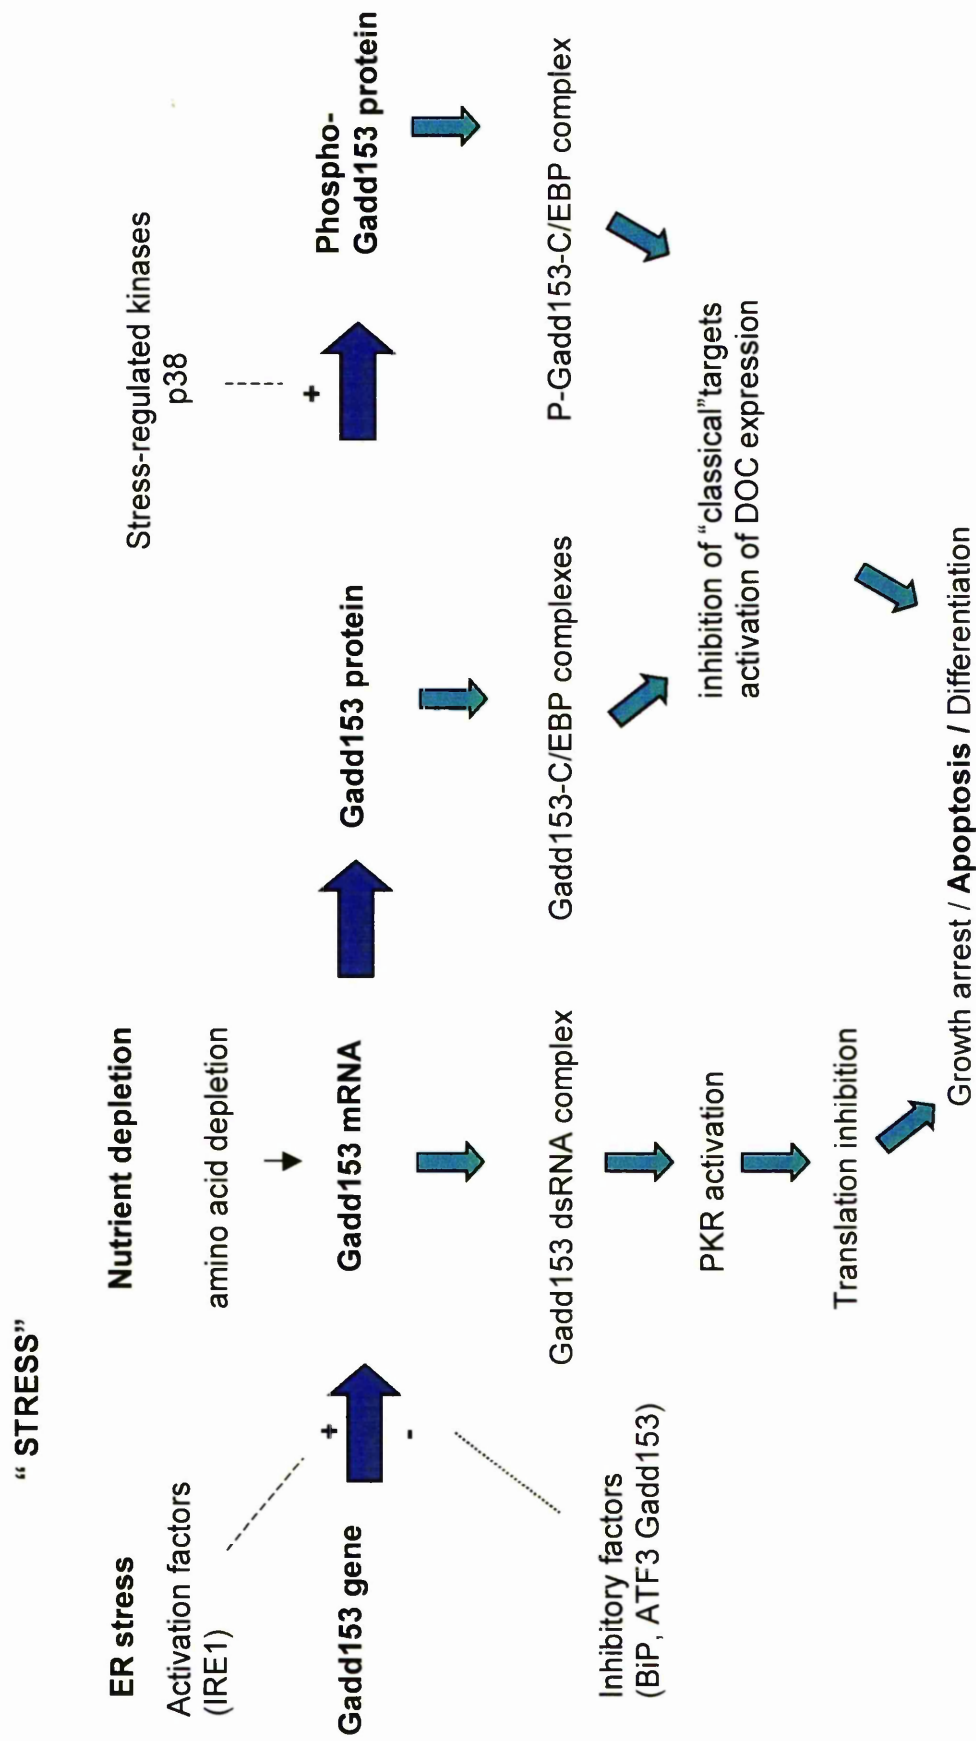 “ STRESS”
ER stress
Activation factors
(IRE1)
Nutrient depletion
amino acid depletion
Stress-regulated kinases
p38
+
+
Gadd153 gene
Gadd153 mRNA
Gadd153 protein
Phospho-
Gadd153 protein
-
Inhibitory factors
(BiP, ATF3 Gadd153)
Gadd153 dsRNA complex
Gadd153-C/EBP complexes
P-Gadd153-C/EBP complex
PKR activation
inhibition of “classical”targets
activation of DOC expression
Translation inhibition
Growth arrest / Apoptosis / Differentiation